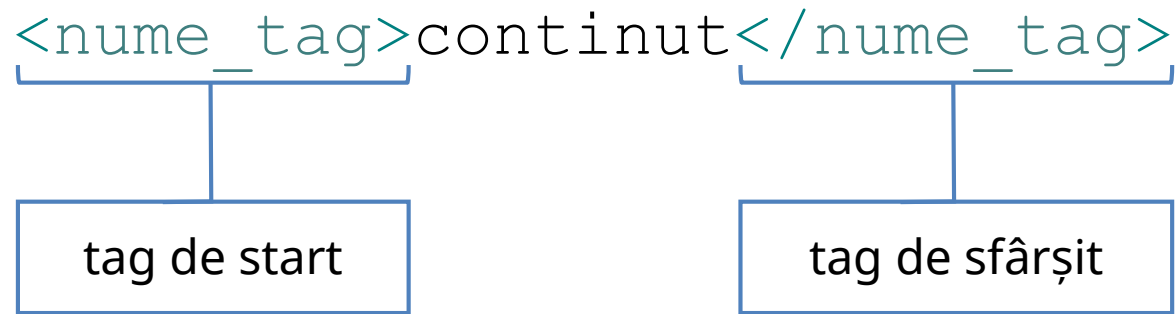 <nume_tag>continut</nume_tag>
tag de start
tag de sfârșit